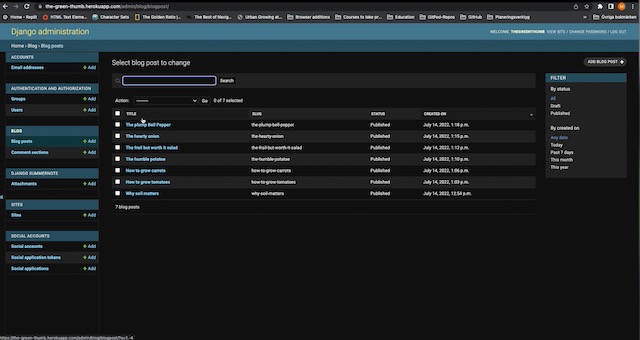 the-green-thumb.herokuapp.com/admin/blog/blogpost/
HTML Text Elemen...
Character Sets
The Golden Ratio |...
The Best of Navig...
Urban Growing at...
Browser additions
Courses to take pr...
Education
GitPod-Repos
GitHub
Projects
Planeringsverktyg
Övriga bokmärken
Django administration
WELCOME, THEGREENTHUMB. VIEW SITE / CHANGE PASSWORD / LOG OUT
Home › Blog › Blog posts
ACCOUNTS
Email addresses + Add
AUTHENTICATION AND AUTHORIZATION
Groups + Add
Users + Add
BLOG
Blog posts + Add
Comment sections + Add
DJANGO SUMMERNOTE
Attachments + Add
SITES
Sites + Add
SOCIAL ACCOUNTS
Social accounts + Add
Social application tokens + Add
Social applications + Add
Select blog post to change
ADD BLOG POST +
Search
Action: --------- Go 0 of 7 selected
TITLE SLUG STATUS CREATED ON
The plump Bell Pepper the-plump-bell-pepper Published July 14, 2022, 1:18 p.m.
The hearty onion the-hearty-onion Published July 14, 2022, 1:15 p.m.
The frail but worth it salad the-frail-but-worth-it-salad Published July 14, 2022, 1:12 p.m.
The humble potatoe the-humble-potatoe Published July 14, 2022, 1:10 p.m.
How to grow carrots how-to-grow-carrots Published July 14, 2022, 1:06 p.m.
How to grow tomatoes how-to-grow-tomatoes Published July 14, 2022, 1:03 p.m.
Why soil matters why-soil-matters Published July 14, 2022, 12:54 p.m.
7 blog posts
FILTER
By status
All
Draft
Published
By created on
Any date
Today
Past 7 days
This month
This year
https://the-green-thumb.herokuapp.com/admin/blog/blogpost/?o=1.-4